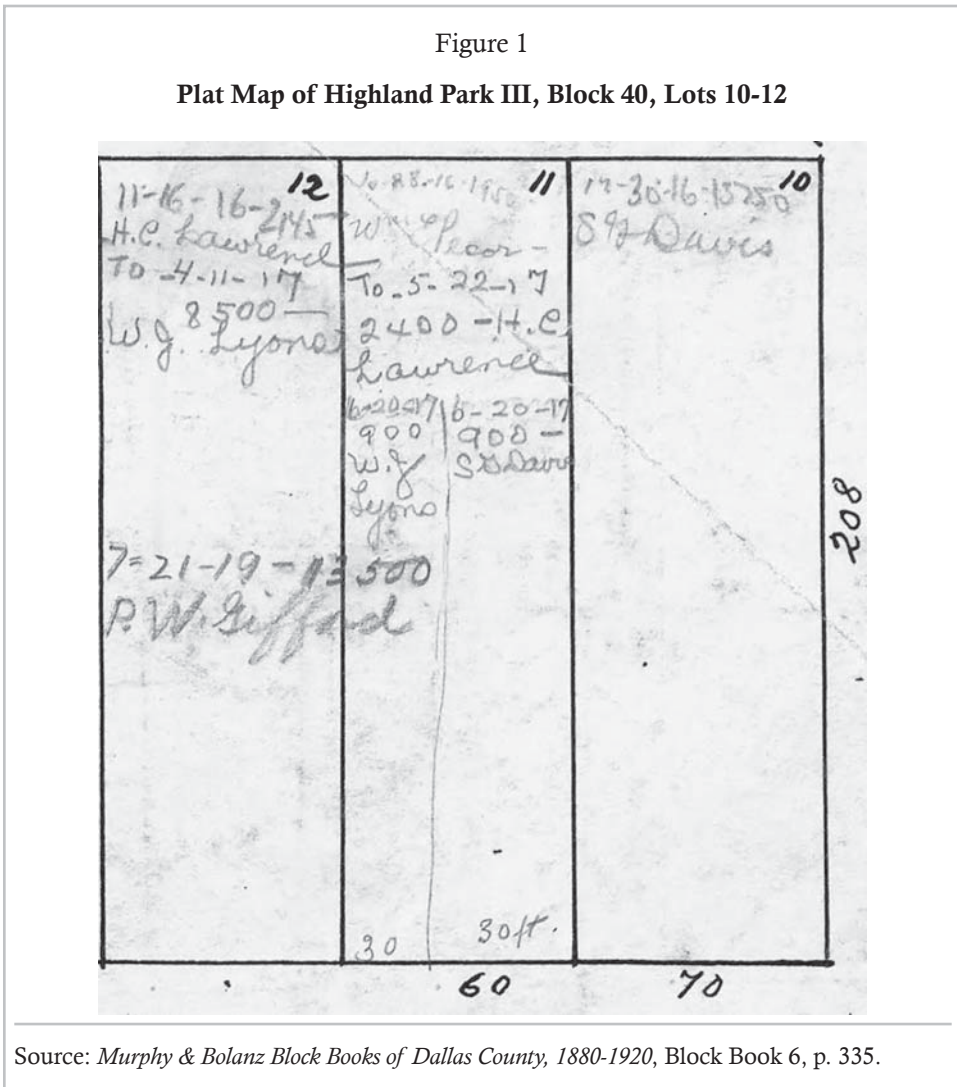 Figure 1
Plat Map of Highland Park III, Block 40, Lots 10-12
12
11-16-16-2145-
H.C. Lawrence
To -4-11-17
8500-
W.J. Lyons
7=21-19-13500
P.W. Gifford
11
To
W
To-5-22-17
2400-H.C.
Lawrence
6-20-17
900
W.J
Lyons
6-20-17
900-
S G Davis
30
30ft.
10
S G Davis
208
60
70
Source: Murphy & Bolanz Block Books of Dallas County, 1880-1920, Block Book 6, p. 335.